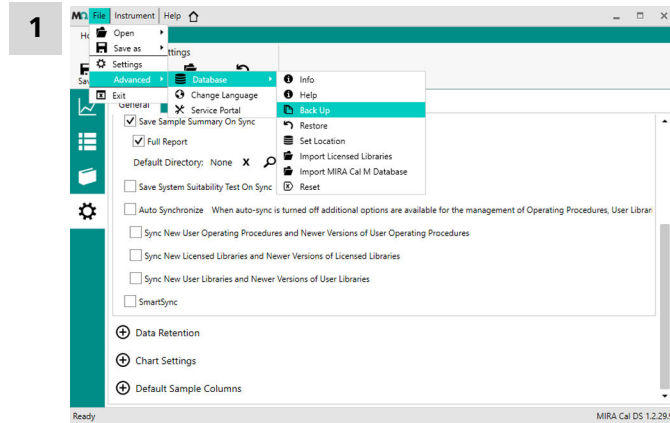 1
File Instrument Help
Open
Save as
ttings
Settings
Advanced Database Info
Exit Change Language Help
General Service Portal Back Up
Save Sample Summary On Sync Restore
Full Report Set Location
Default Directory: None X Import Licensed Libraries
Import MIRA Cal M Database
Save System Suitability Test On Sync Reset
Auto Synchronize When auto-sync is turned off additional options are available for the management of Operating Procedures, User Librar
Sync New User Operating Procedures and Newer Versions of User Operating Procedures
Sync New Licensed Libraries and Newer Versions of Licensed Libraries
Sync New User Libraries and Newer Versions of User Libraries
SmartSync
Data Retention
Chart Settings
Default Sample Columns
Ready MIRA Cal DS 1.2.29.